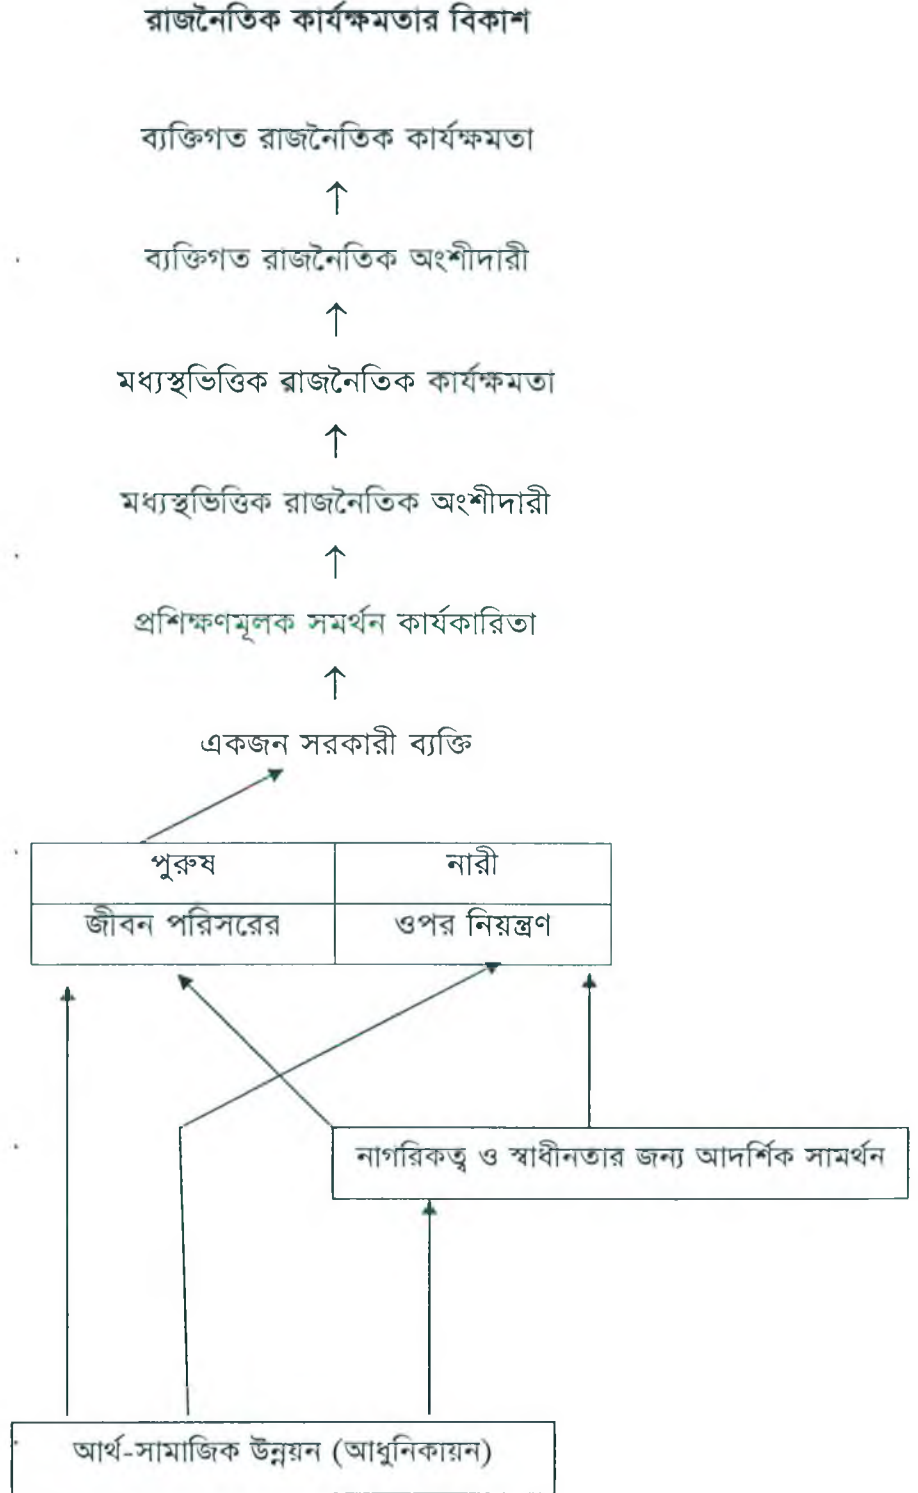 রাজনৈতিক কার্যক্ষমতার বিকাশ
ব্যক্তিগত রাজনৈতিক কার্যক্ষমতা
ব্যক্তিগত রাজনৈতিক অংশীদারী
মধ্যস্থভিত্তিক রাজনৈতিক কার্যক্ষমতা
মধ্যস্থভিত্তিক রাজনৈতিক অংশীদারী
প্রশিক্ষণমূলক সমর্থন কার্যকারিতা
একজন সরকারী ব্যক্তি
পুরুষ নারী
জীবন পরিসরের ওপর নিয়ন্ত্রণ
নাগরিকত্ব ও স্বাধীনতার জন্য আদর্শিক সামর্থন
আর্থ-সামাজিক উন্নয়ন (আধুনিকায়ন)